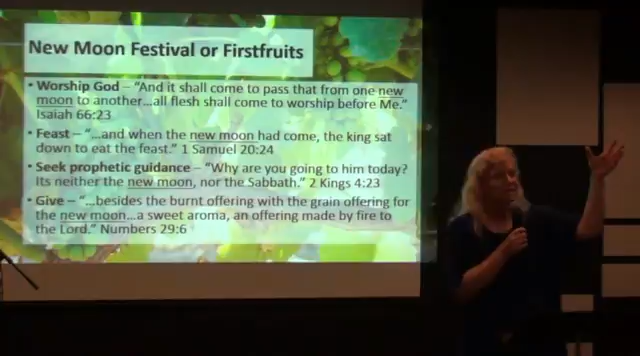 New Moon Festival or Firstfruits
• Worship God – "And it shall come to pass that from one new
moon to another...all flesh shall come to worship before Me."
Isaiah 66:23
• Feast – "...and when the new moon had come, the king sat
down to eat the feast." 1 Samuel 20:24
• Seek prophetic guidance – "Why are you going to him today?
Its neither the new moon, nor the Sabbath." 2 Kings 4:23
• Give – "...besides the burnt offering with the grain offering for
the new moon...a sweet aroma, an offering made by fire to
the Lord." Numbers 29:6